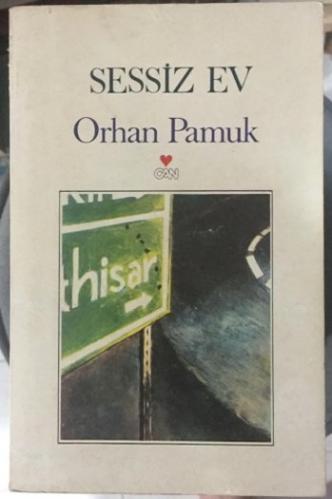 SESSİZ EV
Orhan Pamuk
CAN
thisar